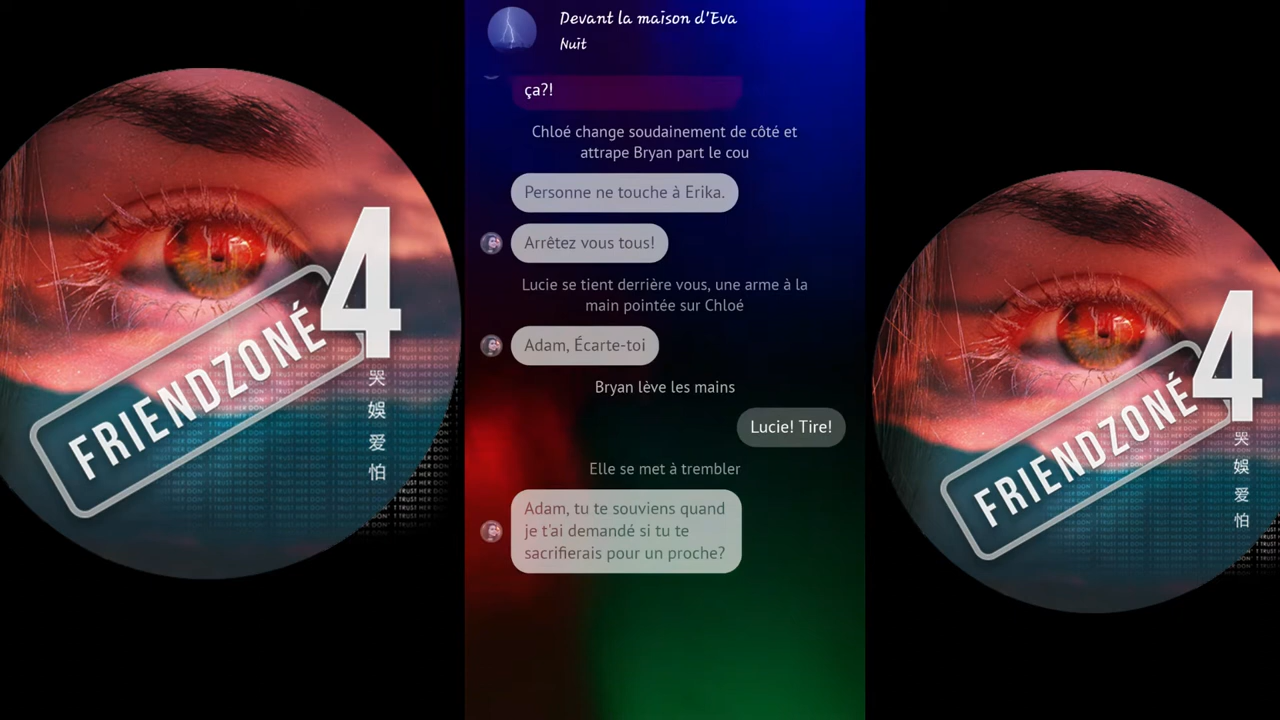 FRIENDZONÉ
4
哭
娯
爱
怕
Devant la maison d'Eva
Nuit
ça?!
Chloé change soudainement de côté et
attrape Bryan part le cou
Personne ne touche à Erika.
Arrêtez vous tous!
Lucie se tient derrière vous, une arme à la
main pointée sur Chloé
Adam, Écarte-toi
Bryan lève les mains
Lucie! Tire!
Elle se met à trembler
Adam, tu te souviens quand
je t'ai demandé si tu te
sacrifierais pour un proche?
FRIENDZONÉ
4
哭
娯
爱
怕